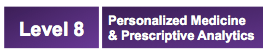 Level 8
Personalized Medicine
& Prescriptive Analytics